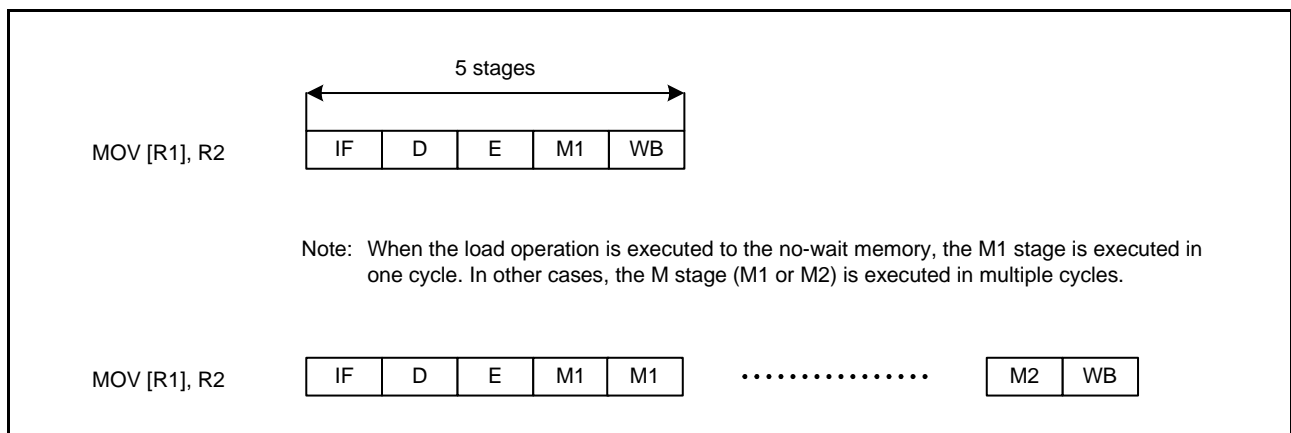 5 stages
MOV [R1], R2 IF D E M1 WB
Note: When the load operation is executed to the no-wait memory, the M1 stage is executed in
one cycle. In other cases, the M stage (M1 or M2) is executed in multiple cycles.
MOV [R1], R2 IF D E M1 M1 ................ M2 WB